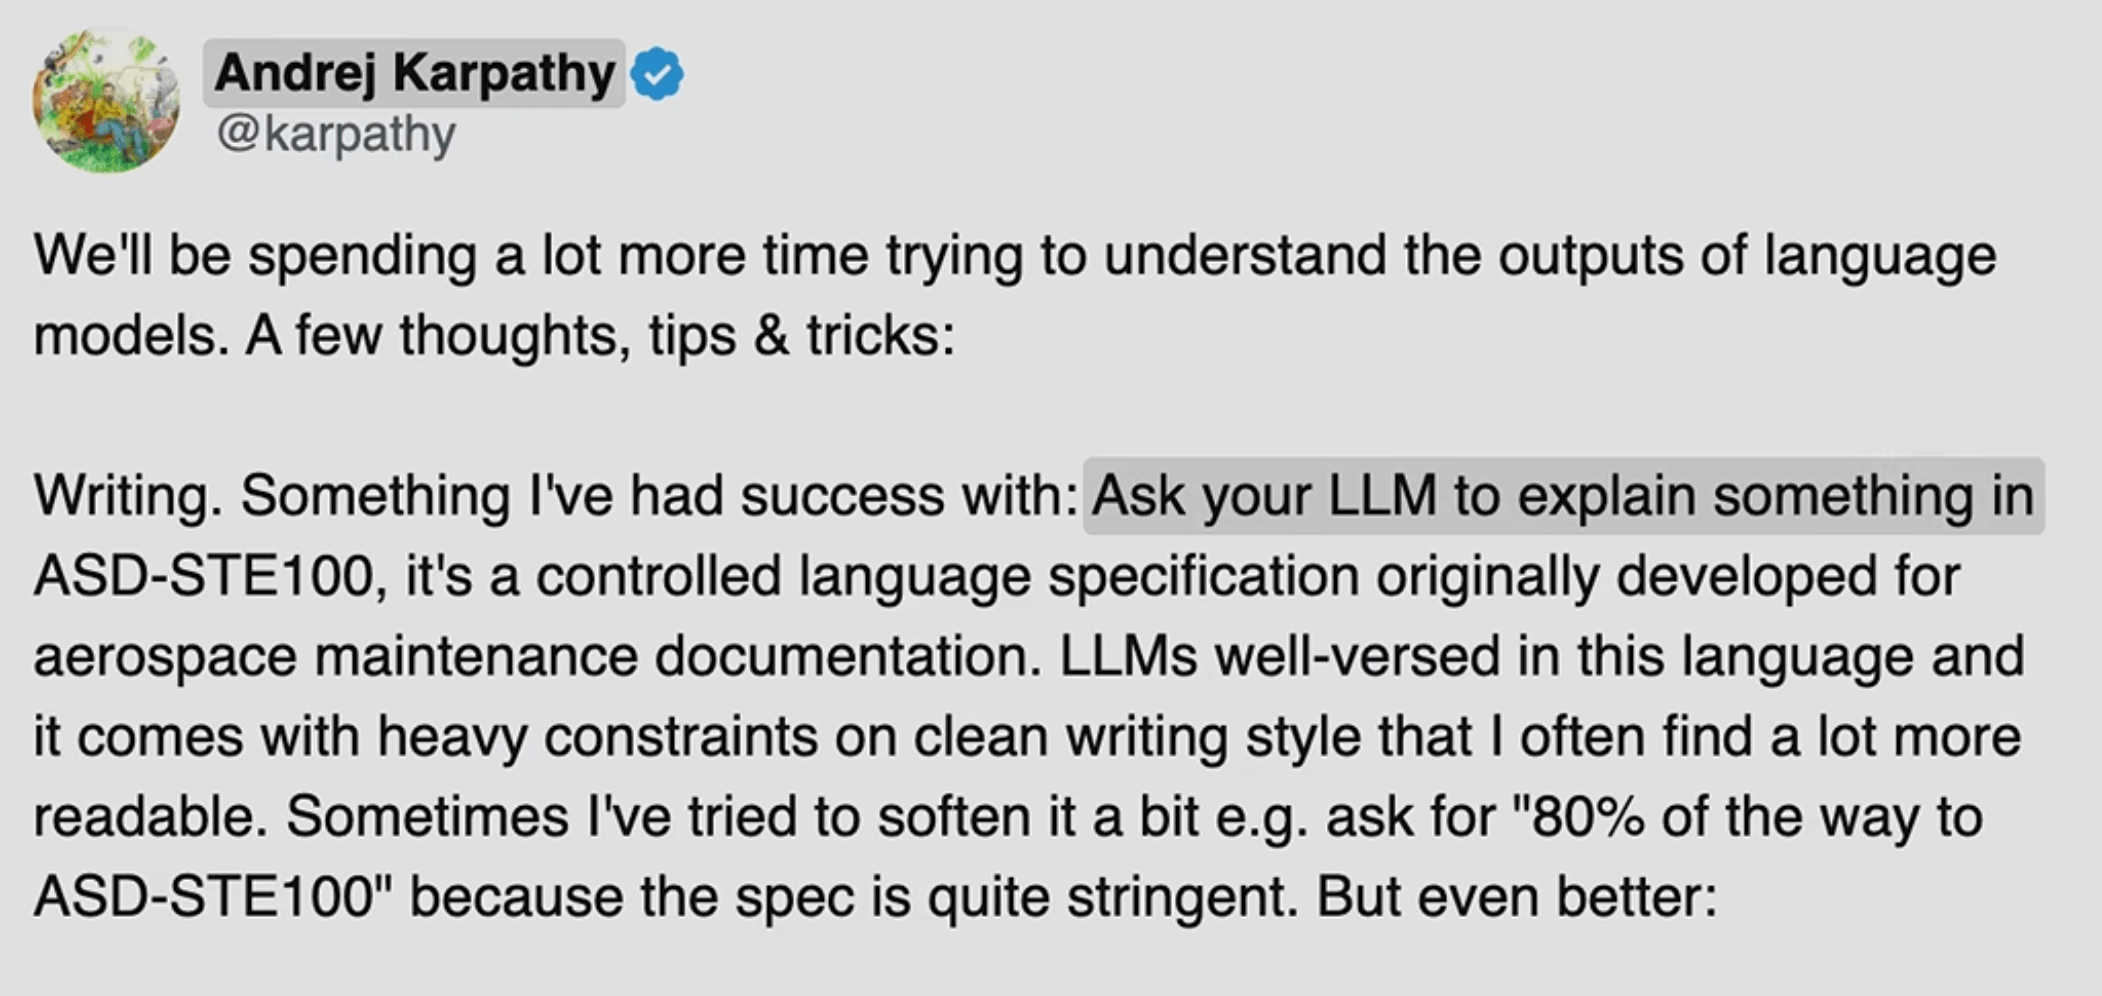 Andrej Karpathy
@karpathy
We'll be spending a lot more time trying to understand the outputs of language
models. A few thoughts, tips & tricks:
Writing. Something I've had success with: Ask your LLM to explain something in
ASD-STE100, it's a controlled language specification originally developed for
aerospace maintenance documentation. LLMs well-versed in this language and
it comes with heavy constraints on clean writing style that I often find a lot more
readable. Sometimes I've tried to soften it a bit e.g. ask for "80% of the way to
ASD-STE100" because the spec is quite stringent. But even better: